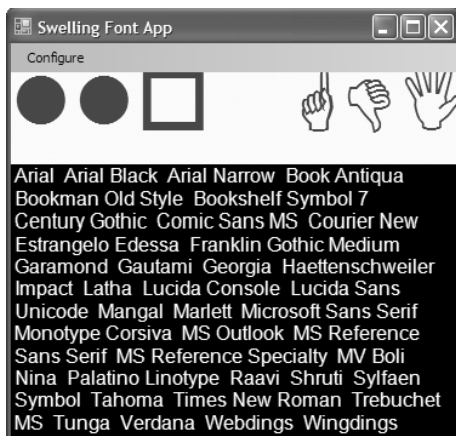 Swelling Font App
Configure
Arial Arial Black Arial Narrow Book Antiqua
Bookman Old Style Bookshelf Symbol 7
Century Gothic Comic Sans MS Courier New
Estrangelo Edessa Franklin Gothic Medium
Garamond Gautami Georgia Haettenschweiler
Impact Latha Lucida Console Lucida Sans
Unicode Mangal Marlett Microsoft Sans Serif
Monotype Corsiva MS Outlook MS Reference
Sans Serif MS Reference Specialty MV Boli
Nina Palatino Linotype Raavi Shruti Sylfaen
Symbol Tahoma Times New Roman Trebuchet
MS Tunga Verdana Webdings Wingdings